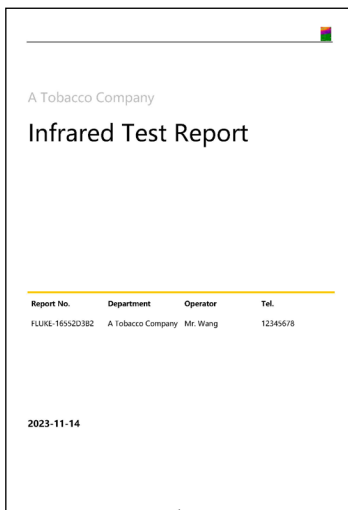 A Tobacco Company
Infrared Test Report
Report No. Department Operator Tel.
FLUKE-16552D3B2 A Tobacco Company Mr. Wang 12345678
2023-11-14